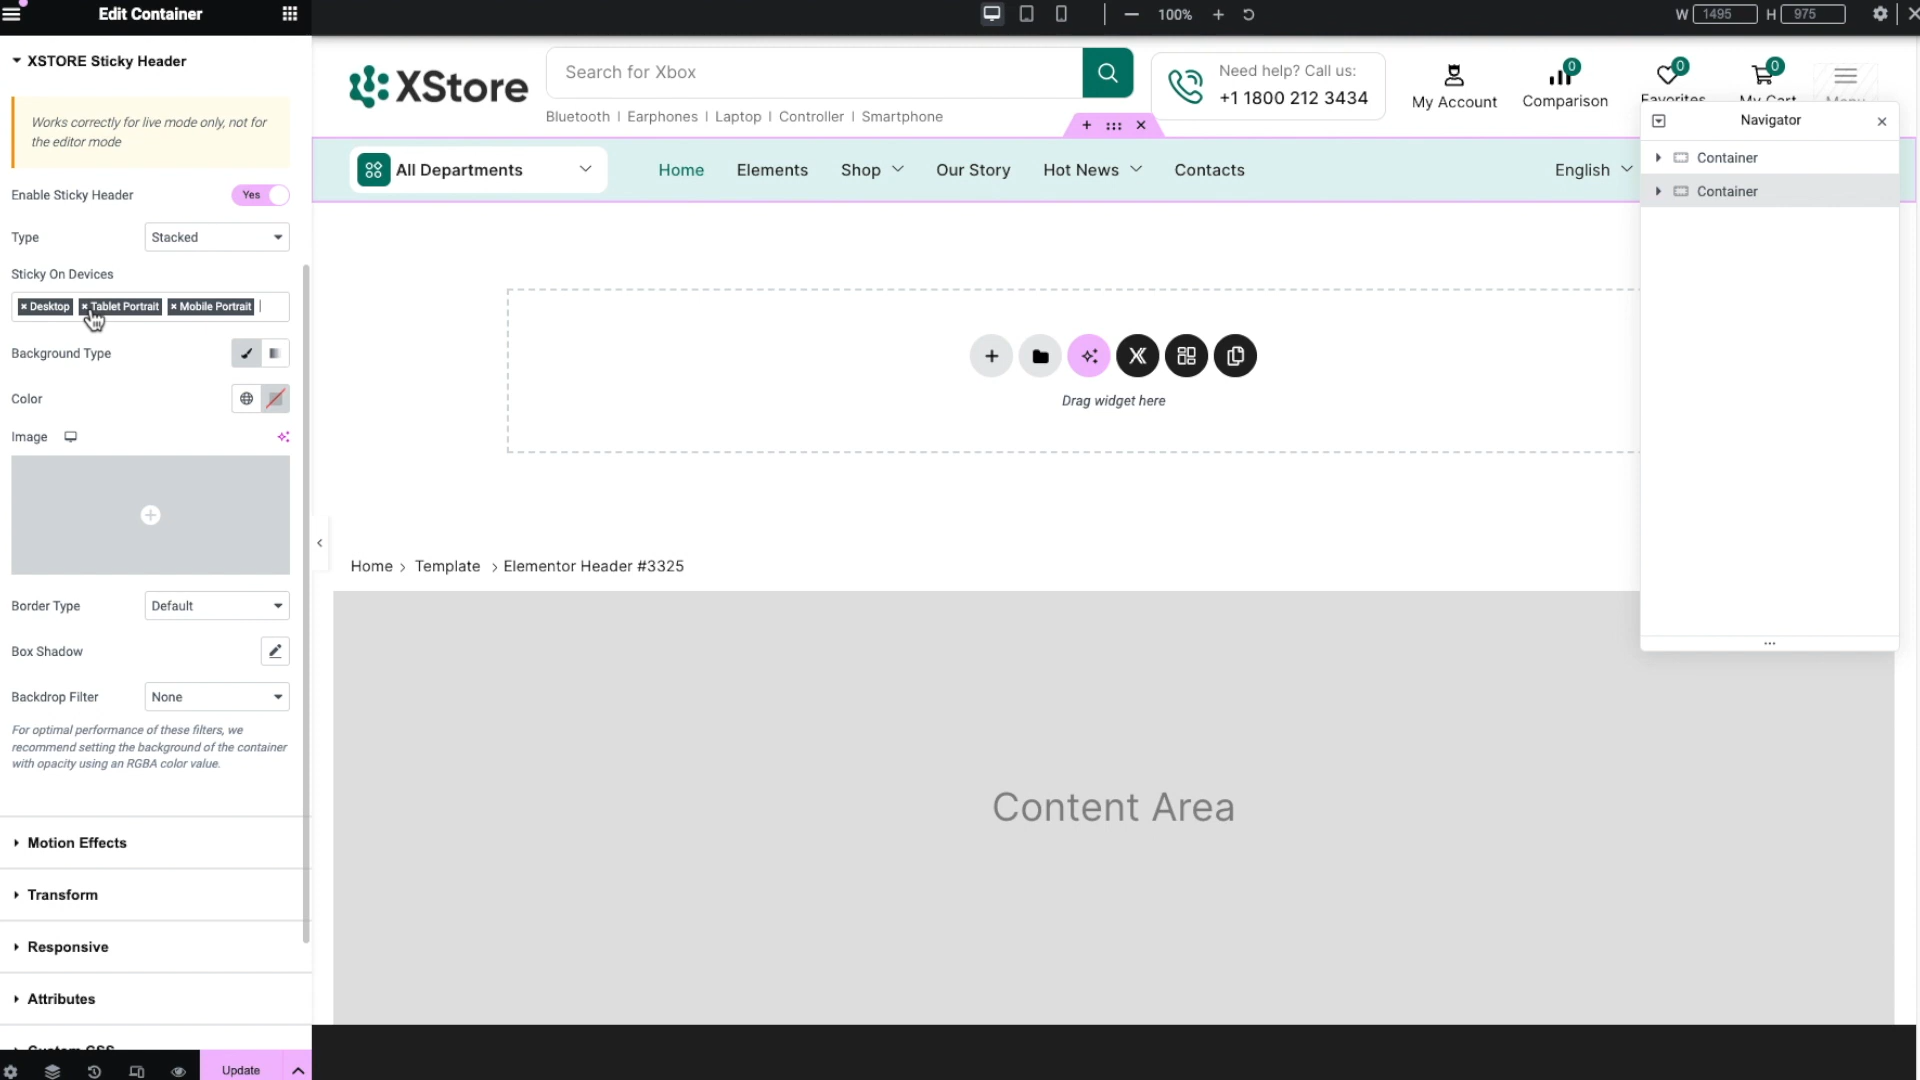 Edit Container
100%
W 1495 H 975
XSTORE Sticky Header
Works correctly for live mode only, not for
the editor mode
Enable Sticky Header Yes
Type Stacked
Sticky On Devices
× Desktop × Tablet Portrait × Mobile Portrait
Background Type
Color
Image
Border Type Default
Box Shadow
Backdrop Filter None
For optimal performance of these filters, we
recommend setting the background of the container
with opacity using an RGBA color value.
Motion Effects
Transform
Responsive
Attributes
Custom CSS
Update
XStore
Search for Xbox
Bluetooth | Earphones | Laptop | Controller | Smartphone
Need help? Call us:
+1 1800 212 3434
My Account
0
Comparison
0
Favorites
0
My Cart
Menu
All Departments
Home Elements Shop Our Story Hot News Contacts
English
Drag widget here
Home > Template > Elementor Header #3325
Content Area
Navigator
Container
Container